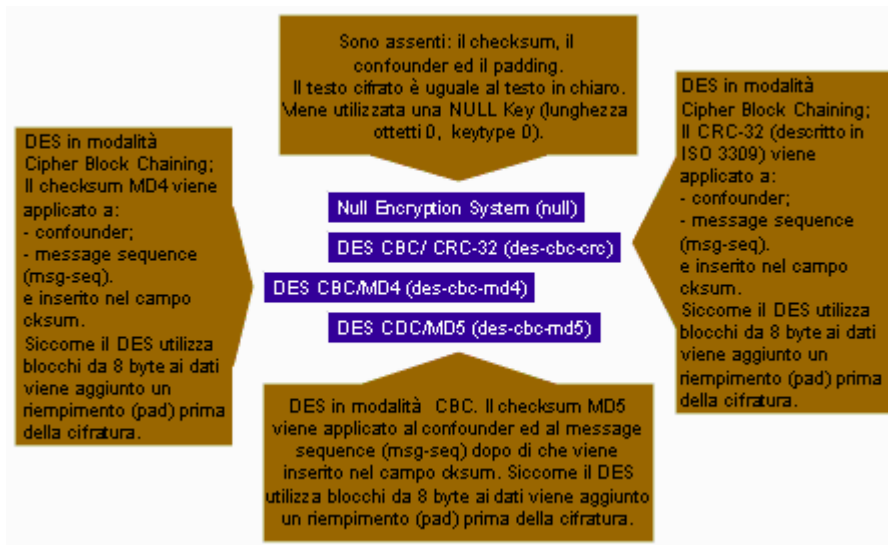 Sono assenti: il checksum, il
confounder ed il padding.
Il testo cifrato è uguale al testo in chiaro.
Viene utilizzata una NULL Key (lunghezza
ottetti 0, keytype 0).
DES in modalità
Cipher Block Chaining;
Il checksum MD4 viene
applicato a:
- confounder;
- message sequence
(msg-seq).
e inserito nel campo
cksum.
Siccome il DES utilizza
blocchi da 8 byte ai dati
viene aggiunto un
riempimento (pad) prima
della cifratura.
Null Encryption System (null)
DES CBC/ CRC-32 (des-cbc-crc)
DES CBC/MD4 (des-cbc-md4)
DES CDC/MD5 (des-cbc-md5)
DES in modalità
Cipher Block Chaining;
Il CRC-32 (descritto in
ISO 3309) viene
applicato a:
- confounder;
- message sequence
(msg-seq).
e inserito nel campo
cksum.
Siccome il DES utilizza
blocchi da 8 byte ai dati
viene aggiunto un
riempimento (pad) prima
della cifratura.
DES in modalità CBC. Il checksum MD5
viene applicato al confounder ed al message
sequence (msg-seq) dopo di che viene
inserito nel campo cksum. Siccome il DES
utilizza blocchi da 8 byte ai dati viene aggiunto
un riempimento (pad) prima della cifratura.